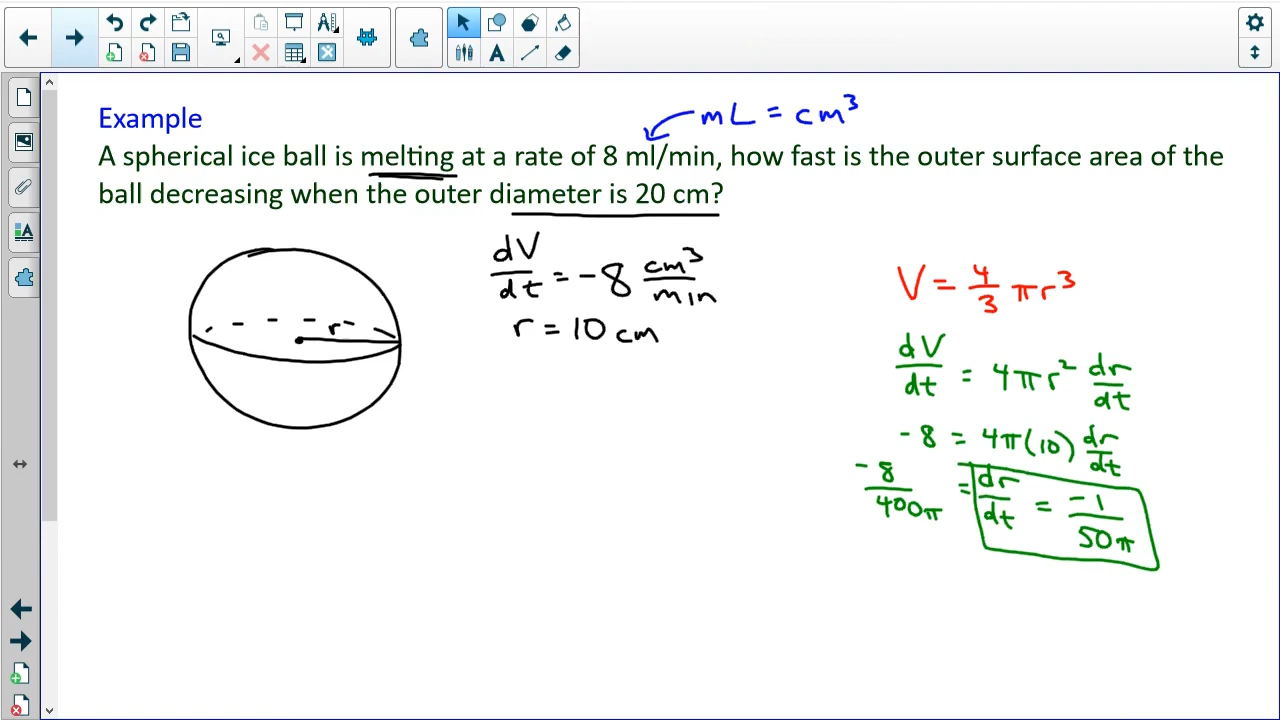 Example
mL = cm³
A spherical ice ball is melting at a rate of 8 ml/min, how fast is the outer surface area of the
ball decreasing when the outer diameter is 20 cm?
dV/dt = -8 cm³/min
r = 10 cm
r
V = 4/3 πr³
dV/dt = 4πr² dr/dt
-8 = 4π(10) dr/dt
-8/400π = dr/dt = -1/50π